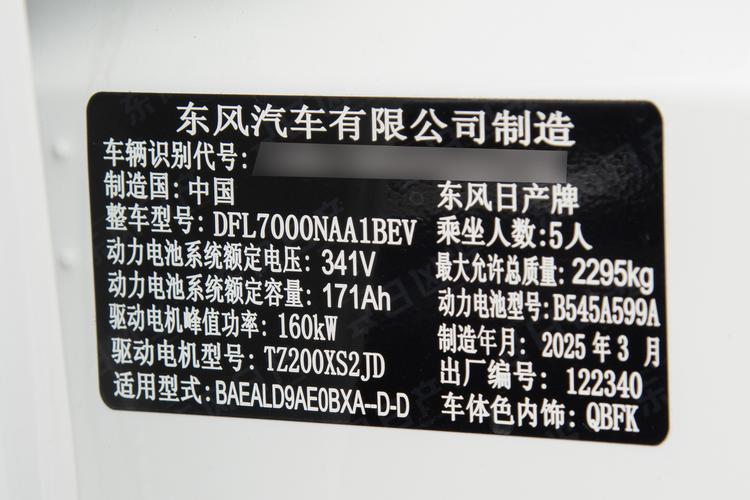 东风汽车有限公司制造
车辆识别代号:
制造国: 中国
东风日产牌
整车型号: DFL7000NAA1BEV
乘坐人数: 5人
动力电池系统额定电压: 341V
最大允许总质量: 2295kg
动力电池系统额定容量: 171Ah
动力电池型号: B545A599A
驱动电机峰值功率: 160kW
制造年月: 2025 年 3 月
驱动电机型号: TZ200XS2JD
出厂编号: 122340
适用型式: BAEALD9AE0BXA--D-D
车体色内饰: QBFK